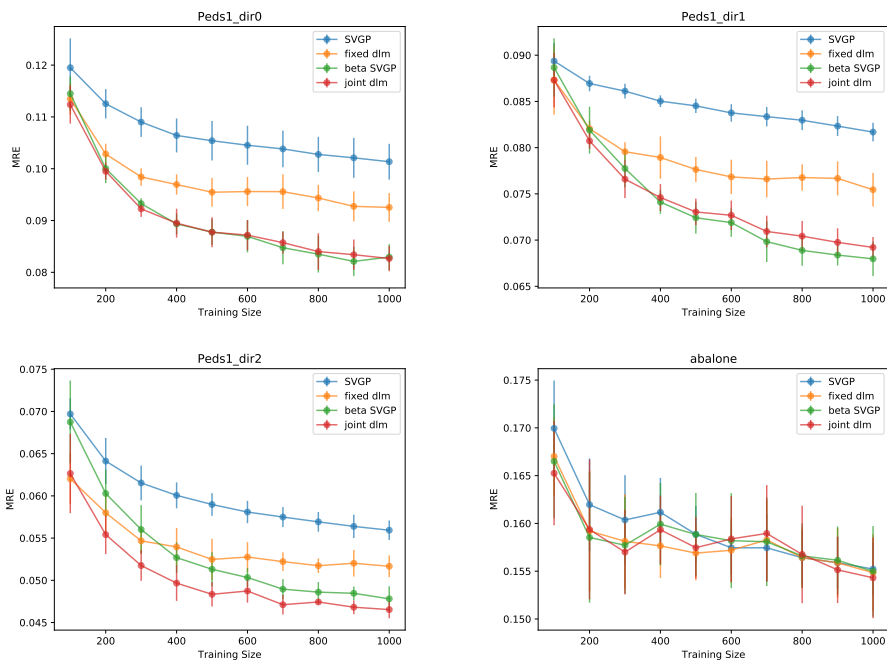 Peds1_dir0
0.12
0.11
0.10
0.09
0.08
MRE
SVGP
fixed dlm
beta SVGP
joint dlm
200 400 600 800 1000
Training Size
Peds1_dir1
0.090
0.085
0.080
0.075
0.070
0.065
MRE
SVGP
fixed dlm
beta SVGP
joint dlm
200 400 600 800 1000
Training Size
Peds1_dir2
0.075
0.070
0.065
0.060
0.055
0.050
0.045
MRE
SVGP
fixed dlm
beta SVGP
joint dlm
200 400 600 800 1000
Training Size
abalone
0.175
0.170
0.165
0.160
0.155
0.150
MRE
SVGP
fixed dlm
beta SVGP
joint dlm
200 400 600 800 1000
Training Size